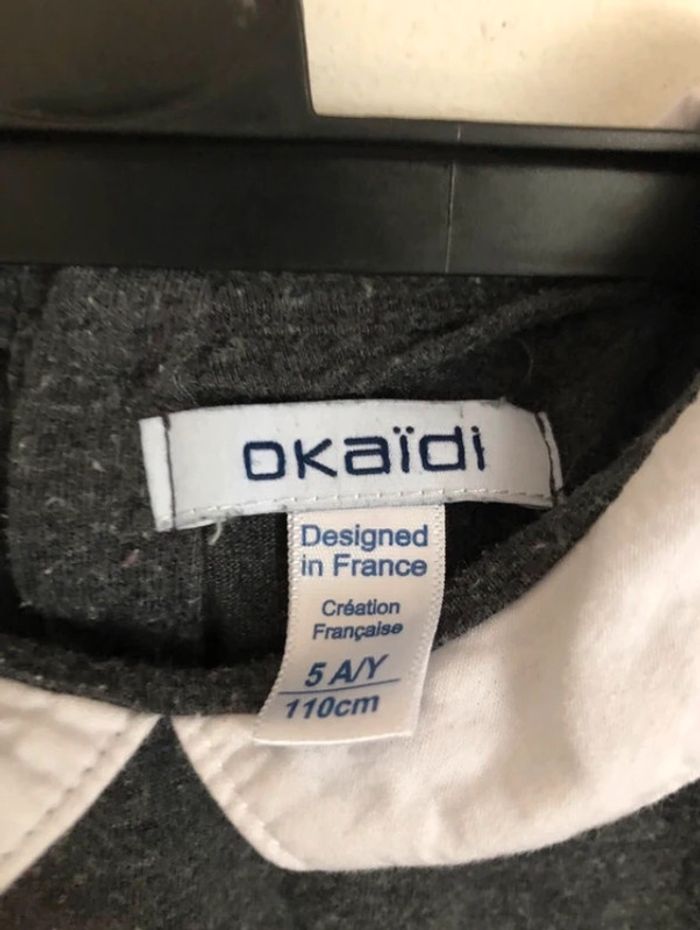 okaïdi
Designed
in France
Création
Française
5 A/Y
110cm